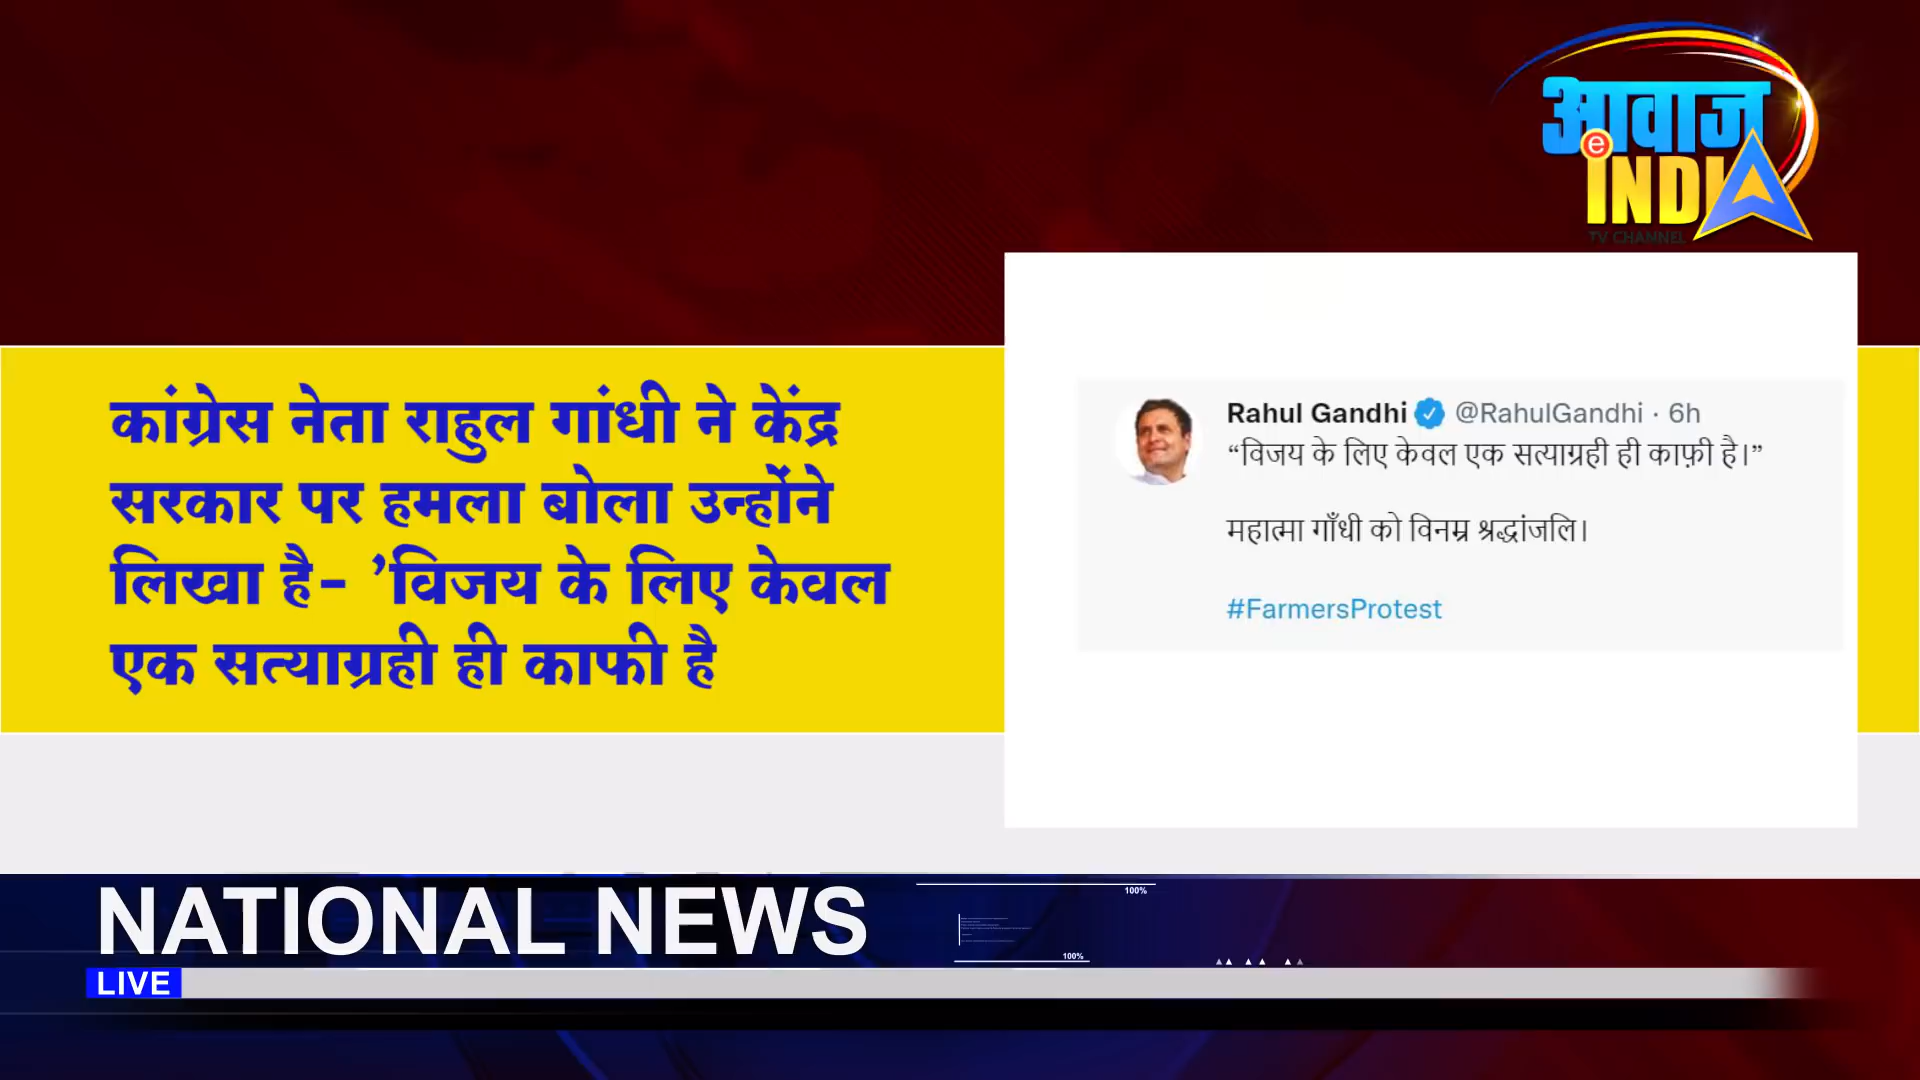 आवाज
e
INDIA
TV CHANNEL
कांग्रेस नेता राहुल गांधी ने केंद्र
सरकार पर हमला बोला उन्होंने
लिखा है- ’विजय के लिए केवल
एक सत्याग्रही ही काफी है
Rahul Gandhi @RahulGandhi · 6h
“विजय के लिए केवल एक सत्याग्रही ही काफ़ी है।”
महात्मा गाँधी को विनम्र श्रद्धांजलि।
#FarmersProtest
NATIONAL NEWS
100%
100%
LIVE